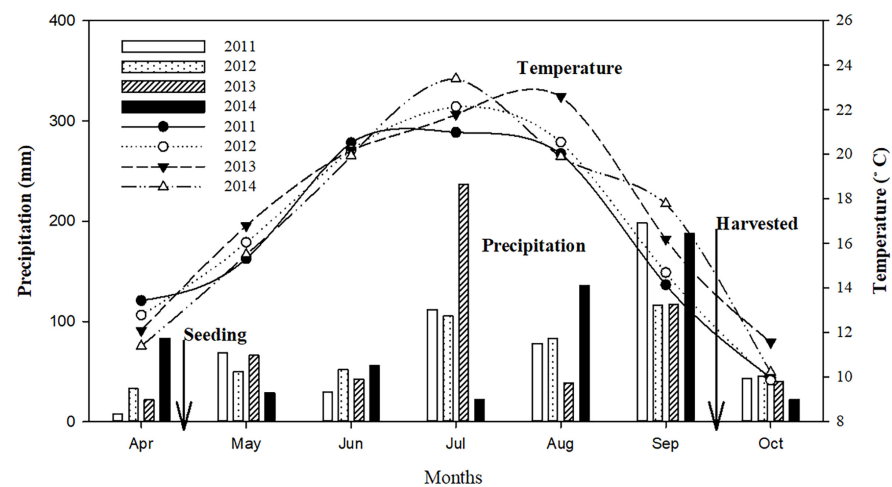 400
300
200
100
0
Precipitation (mm)
2011
2012
2013
2014
2011
2012
2013
2014
Temperature
Precipitation
Seeding
Harvested
26
24
22
20
18
16
14
12
10
8
Temperature (° C)
Apr May Jun Jul Aug Sep Oct
Months